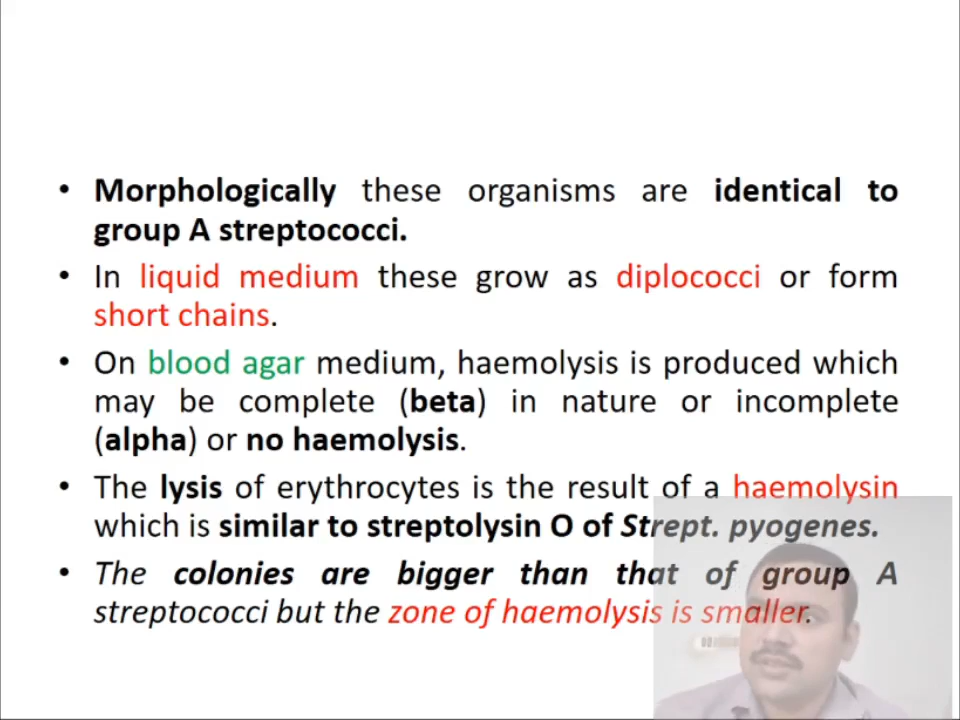 • Morphologically these organisms are identical to
group A streptococci.
• In liquid medium these grow as diplococci or form
short chains.
• On blood agar medium, haemolysis is produced which
may be complete (beta) in nature or incomplete
(alpha) or no haemolysis.
• The lysis of erythrocytes is the result of a haemolysin
which is similar to streptolysin O of Strept. pyogenes.
• The colonies are bigger than that of group A
streptococci but the zone of haemolysis is smaller.